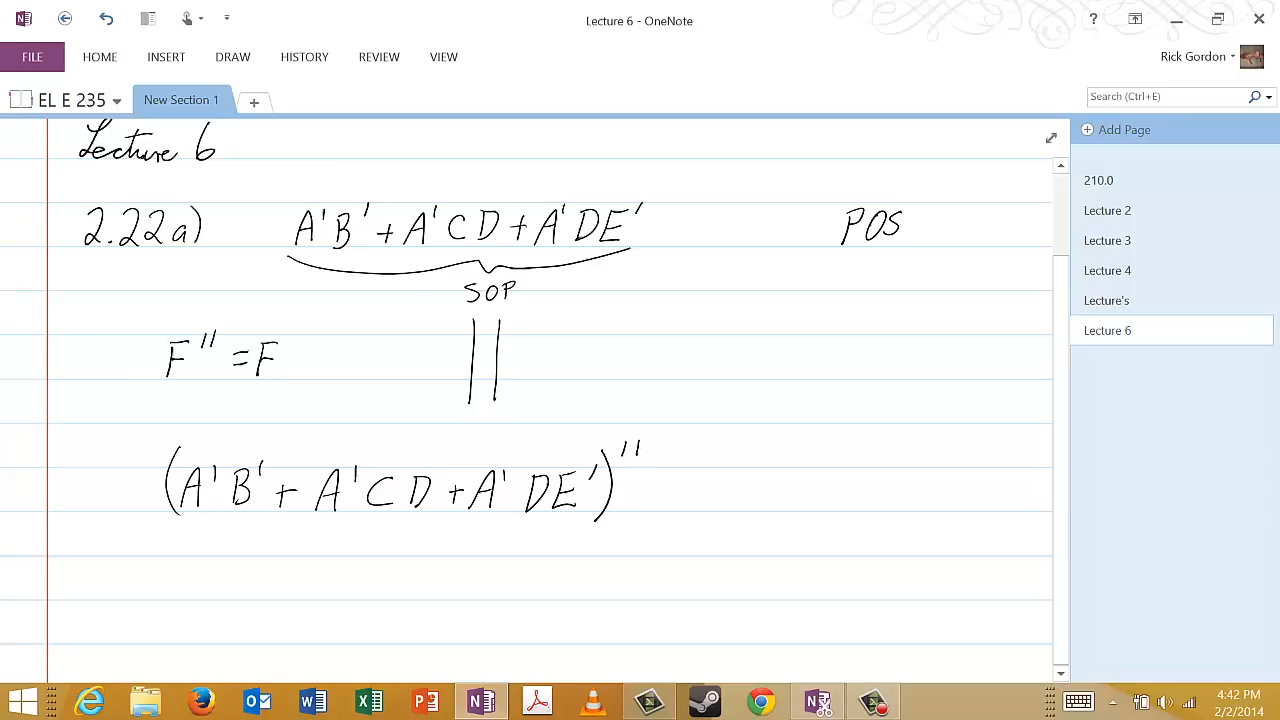 Lecture 6 - OneNote
?
FILE HOME INSERT DRAW HISTORY REVIEW VIEW
Rick Gordon
EL E 235
New Section 1
+
Search (Ctrl+E)
Lecture 6
Add Page
210.0
Lecture 2
Lecture 3
Lecture 4
Lecture's
Lecture 6
2.22a) A'B' + A'CD + A'DE' POS
SOP
F'' = F
(A'B' + A'CD + A'DE')''
4:42 PM
2/2/2014